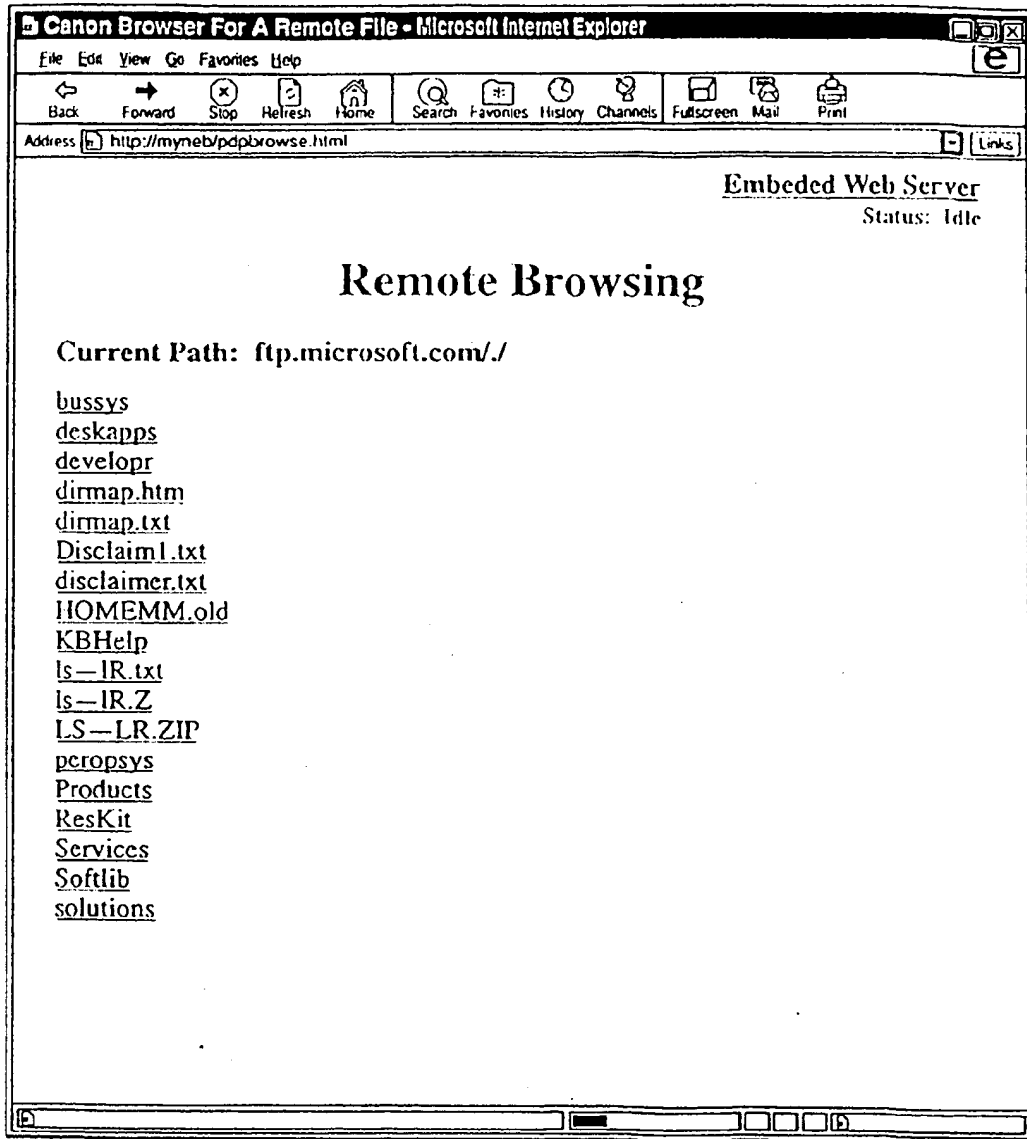 Canon Browser For A Remote File - Microsoft Internet Explorer
File Edit View Go Favorites Help
e
Back Forward Stop Refresh Home Search Favorites History Channels Fullscreen Mail Print
Address http://myneb/pdpbrowse.html Links
Embeded Web Server
Status: Idle
Remote Browsing
Current Path: ftp.microsoft.com/./
bussys
deskapps
developr
dirmap.htm
dirmap.txt
Disclaim1.txt
disclaimer.txt
HOMEMM.old
KBHelp
ls—lR.txt
ls—lR.Z
LS—LR.ZIP
peropsys
Products
ResKit
Services
Softlib
solutions